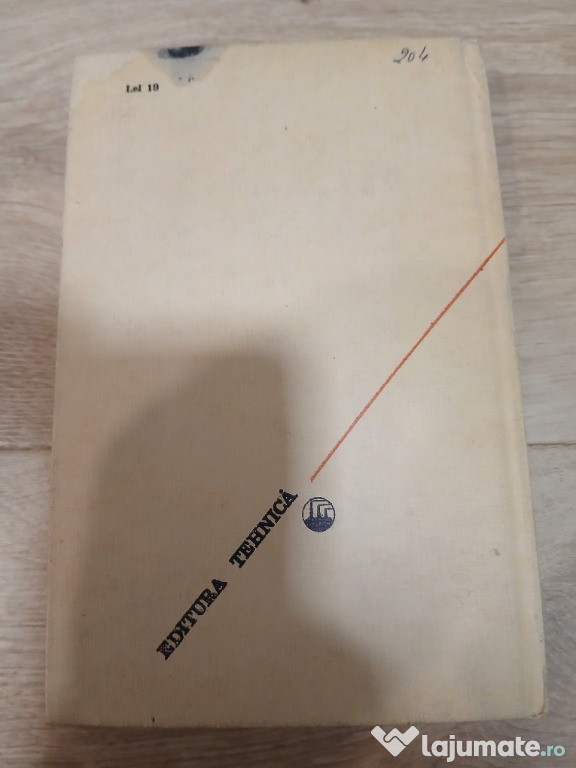 204
Lei 19
EDITURA TEHNICĂ
lajumate.ro